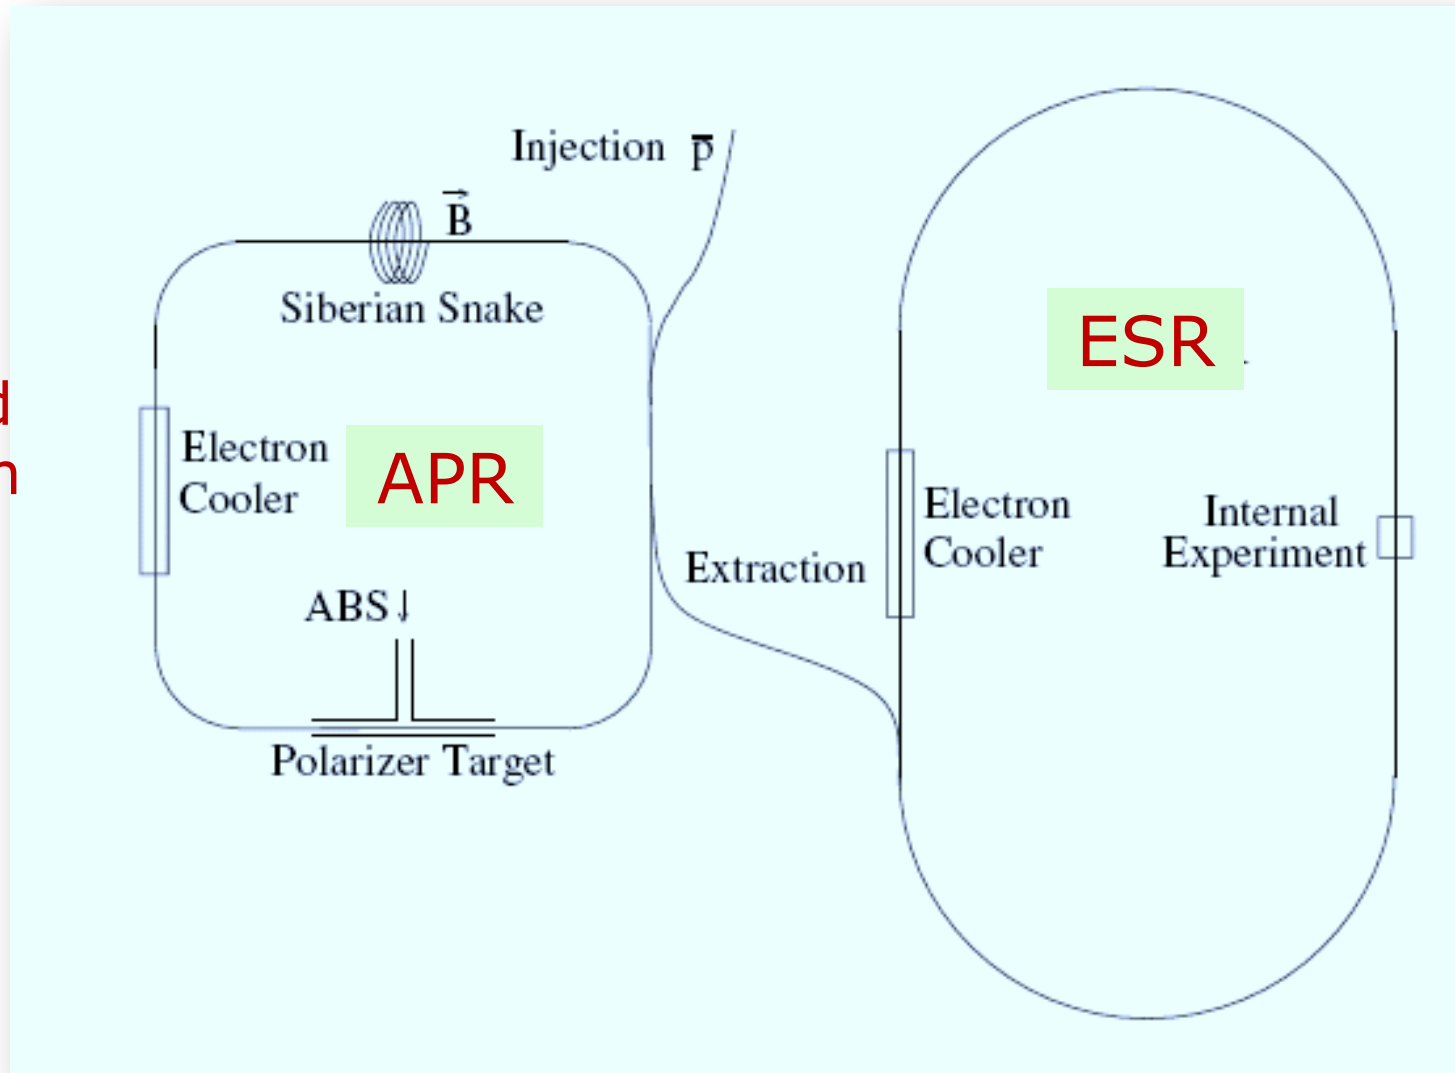 Injection p̄
B⃗
Siberian Snake
Electron
Cooler
APR
ABS
Polarizer Target
Extraction
ESR
Electron
Cooler
Internal
Experiment